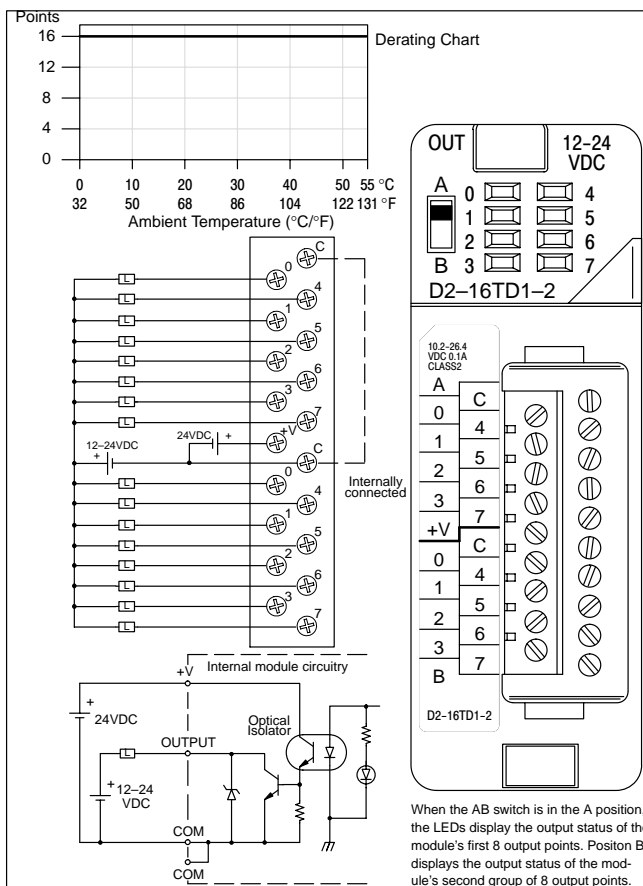 Points
16
12
8
4
0
Derating Chart
0 10 20 30 40 50 55 °C
32 50 68 86 104 122 131 °F
Ambient Temperature (°C/°F)
C
0
L
4
L
1
L
5
L
2
L
6
L
3
L
7
L
24VDC
+
+V
12–24VDC
+
C
Internally
connected
0
L
4
L
1
L
5
L
2
L
6
L
3
L
7
L
Internal module circuitry
+V
+
24VDC
Optical
Isolator
OUTPUT
L
+
12–24
VDC
COM
COM
OUT
12–24
VDC
A
0 4
1 5
2 6
B 3 7
D2–16TD1–2
10.2–26.4
VDC 0.1A
CLASS2
A
C
0
4
1
5
2
6
3
7
+V
C
0
4
1
5
2
6
3
7
B
D2–16TD1–2
When the AB switch is in the A position,
the LEDs display the output status of the
module's first 8 output points. Positon B
displays the output status of the mod-
ule's second group of 8 output points.